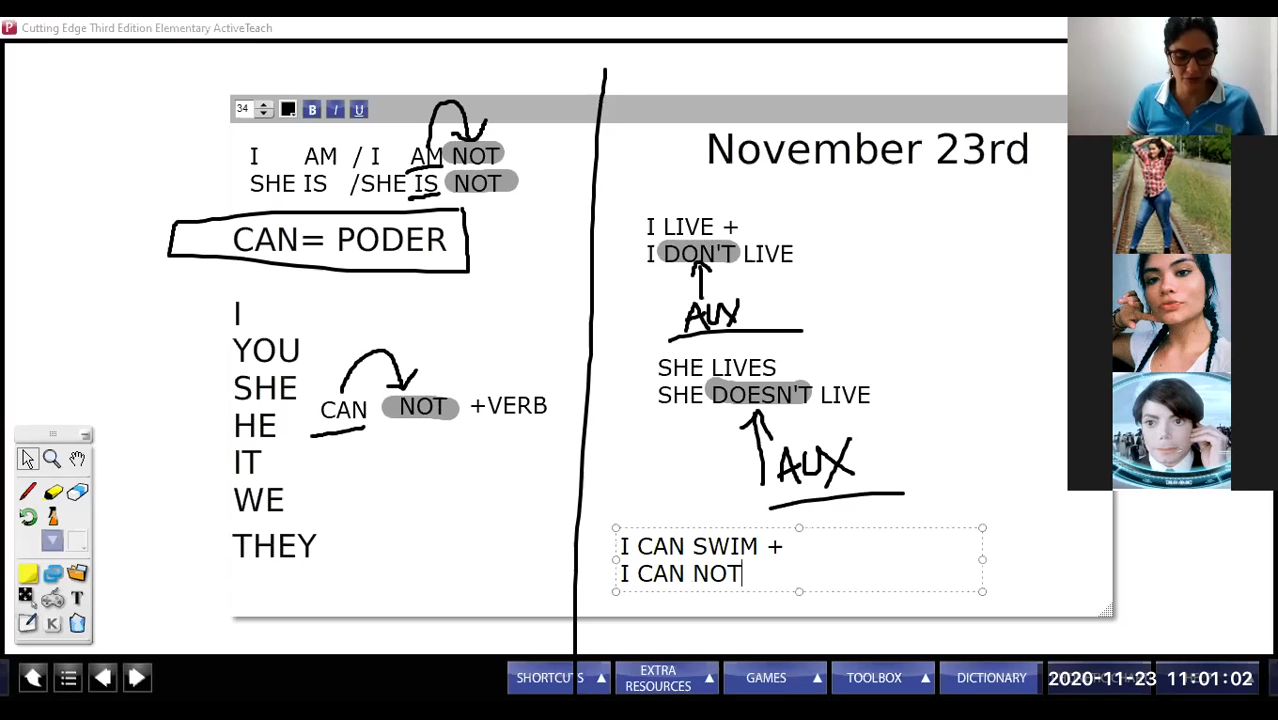 Cutting Edge Third Edition Elementary ActiveTeach
34 B I U
I AM / I AM NOT
SHE IS /SHE IS NOT
CAN= PODER
I
YOU
SHE
HE
IT
WE
THEY
CAN NOT +VERB
November 23rd
I LIVE +
I DON'T LIVE
AUX
SHE LIVES
SHE DOESN'T LIVE
AUX
I CAN SWIM +
I CAN NOT
T
K
SHORTCUTS
EXTRA
RESOURCES
GAMES
TOOLBOX
DICTIONARY
2020-11-23 11:01:02